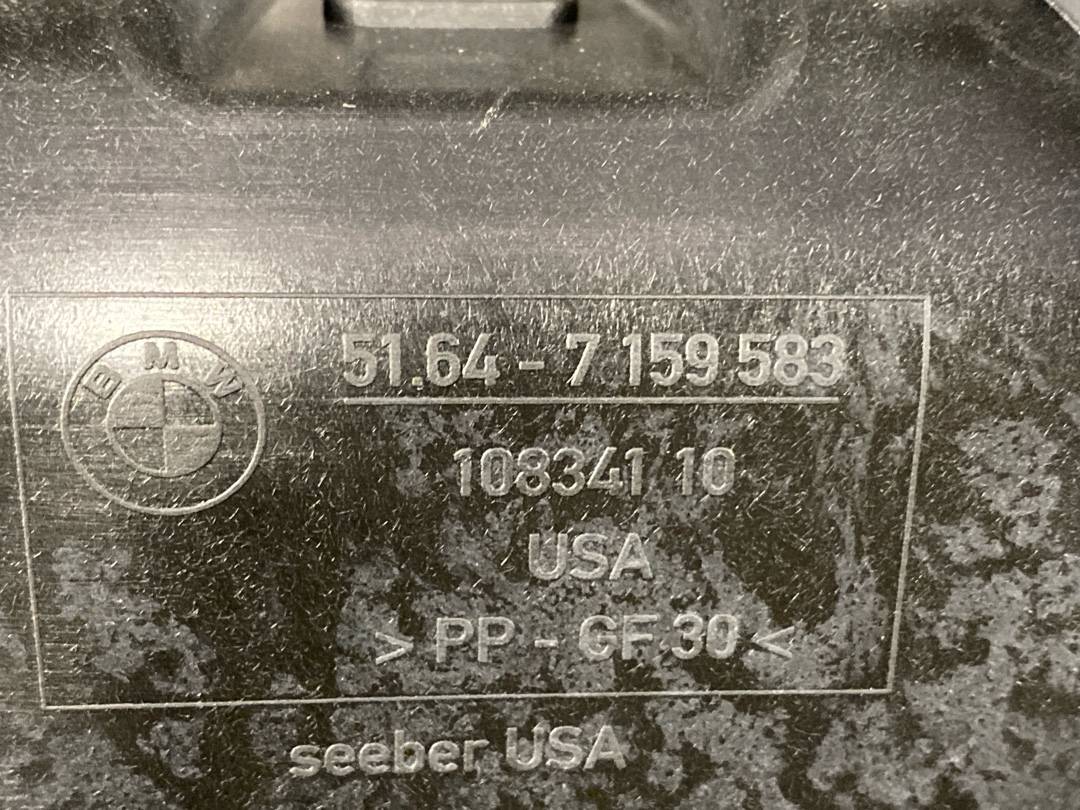 BMW
51.64 - 7 159 583
108341 10
USA
> PP - GF 30 <
seeber USA